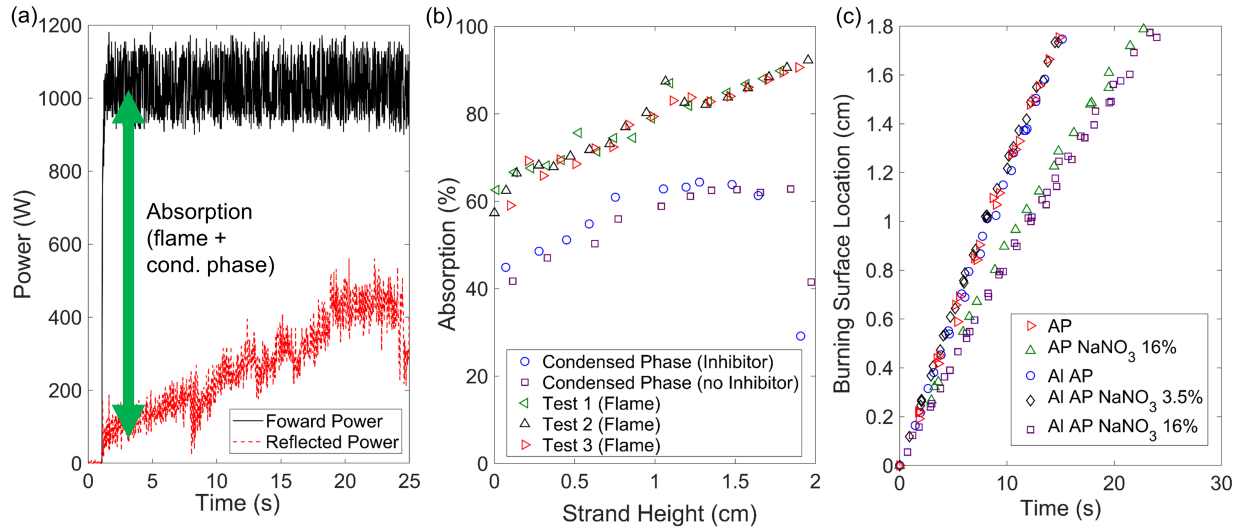 (a)
1200
1000
800
600
400
200
0
Power (W)
Absorption
(flame +
cond. phase)
Foward Power
Reflected Power
0 5 10 15 20 25
Time (s)
(b)
100
80
60
40
20
0
Absorption (%)
Condensed Phase (Inhibitor)
Condensed Phase (no Inhibitor)
Test 1 (Flame)
Test 2 (Flame)
Test 3 (Flame)
0 0.5 1 1.5 2
Strand Height (cm)
(c)
1.8
1.6
1.4
1.2
1
0.8
0.6
0.4
0.2
0
Burning Surface Location (cm)
AP
AP NaNO₃ 16%
Al AP
Al AP NaNO₃ 3.5%
Al AP NaNO₃ 16%
0 10 20 30
Time (s)